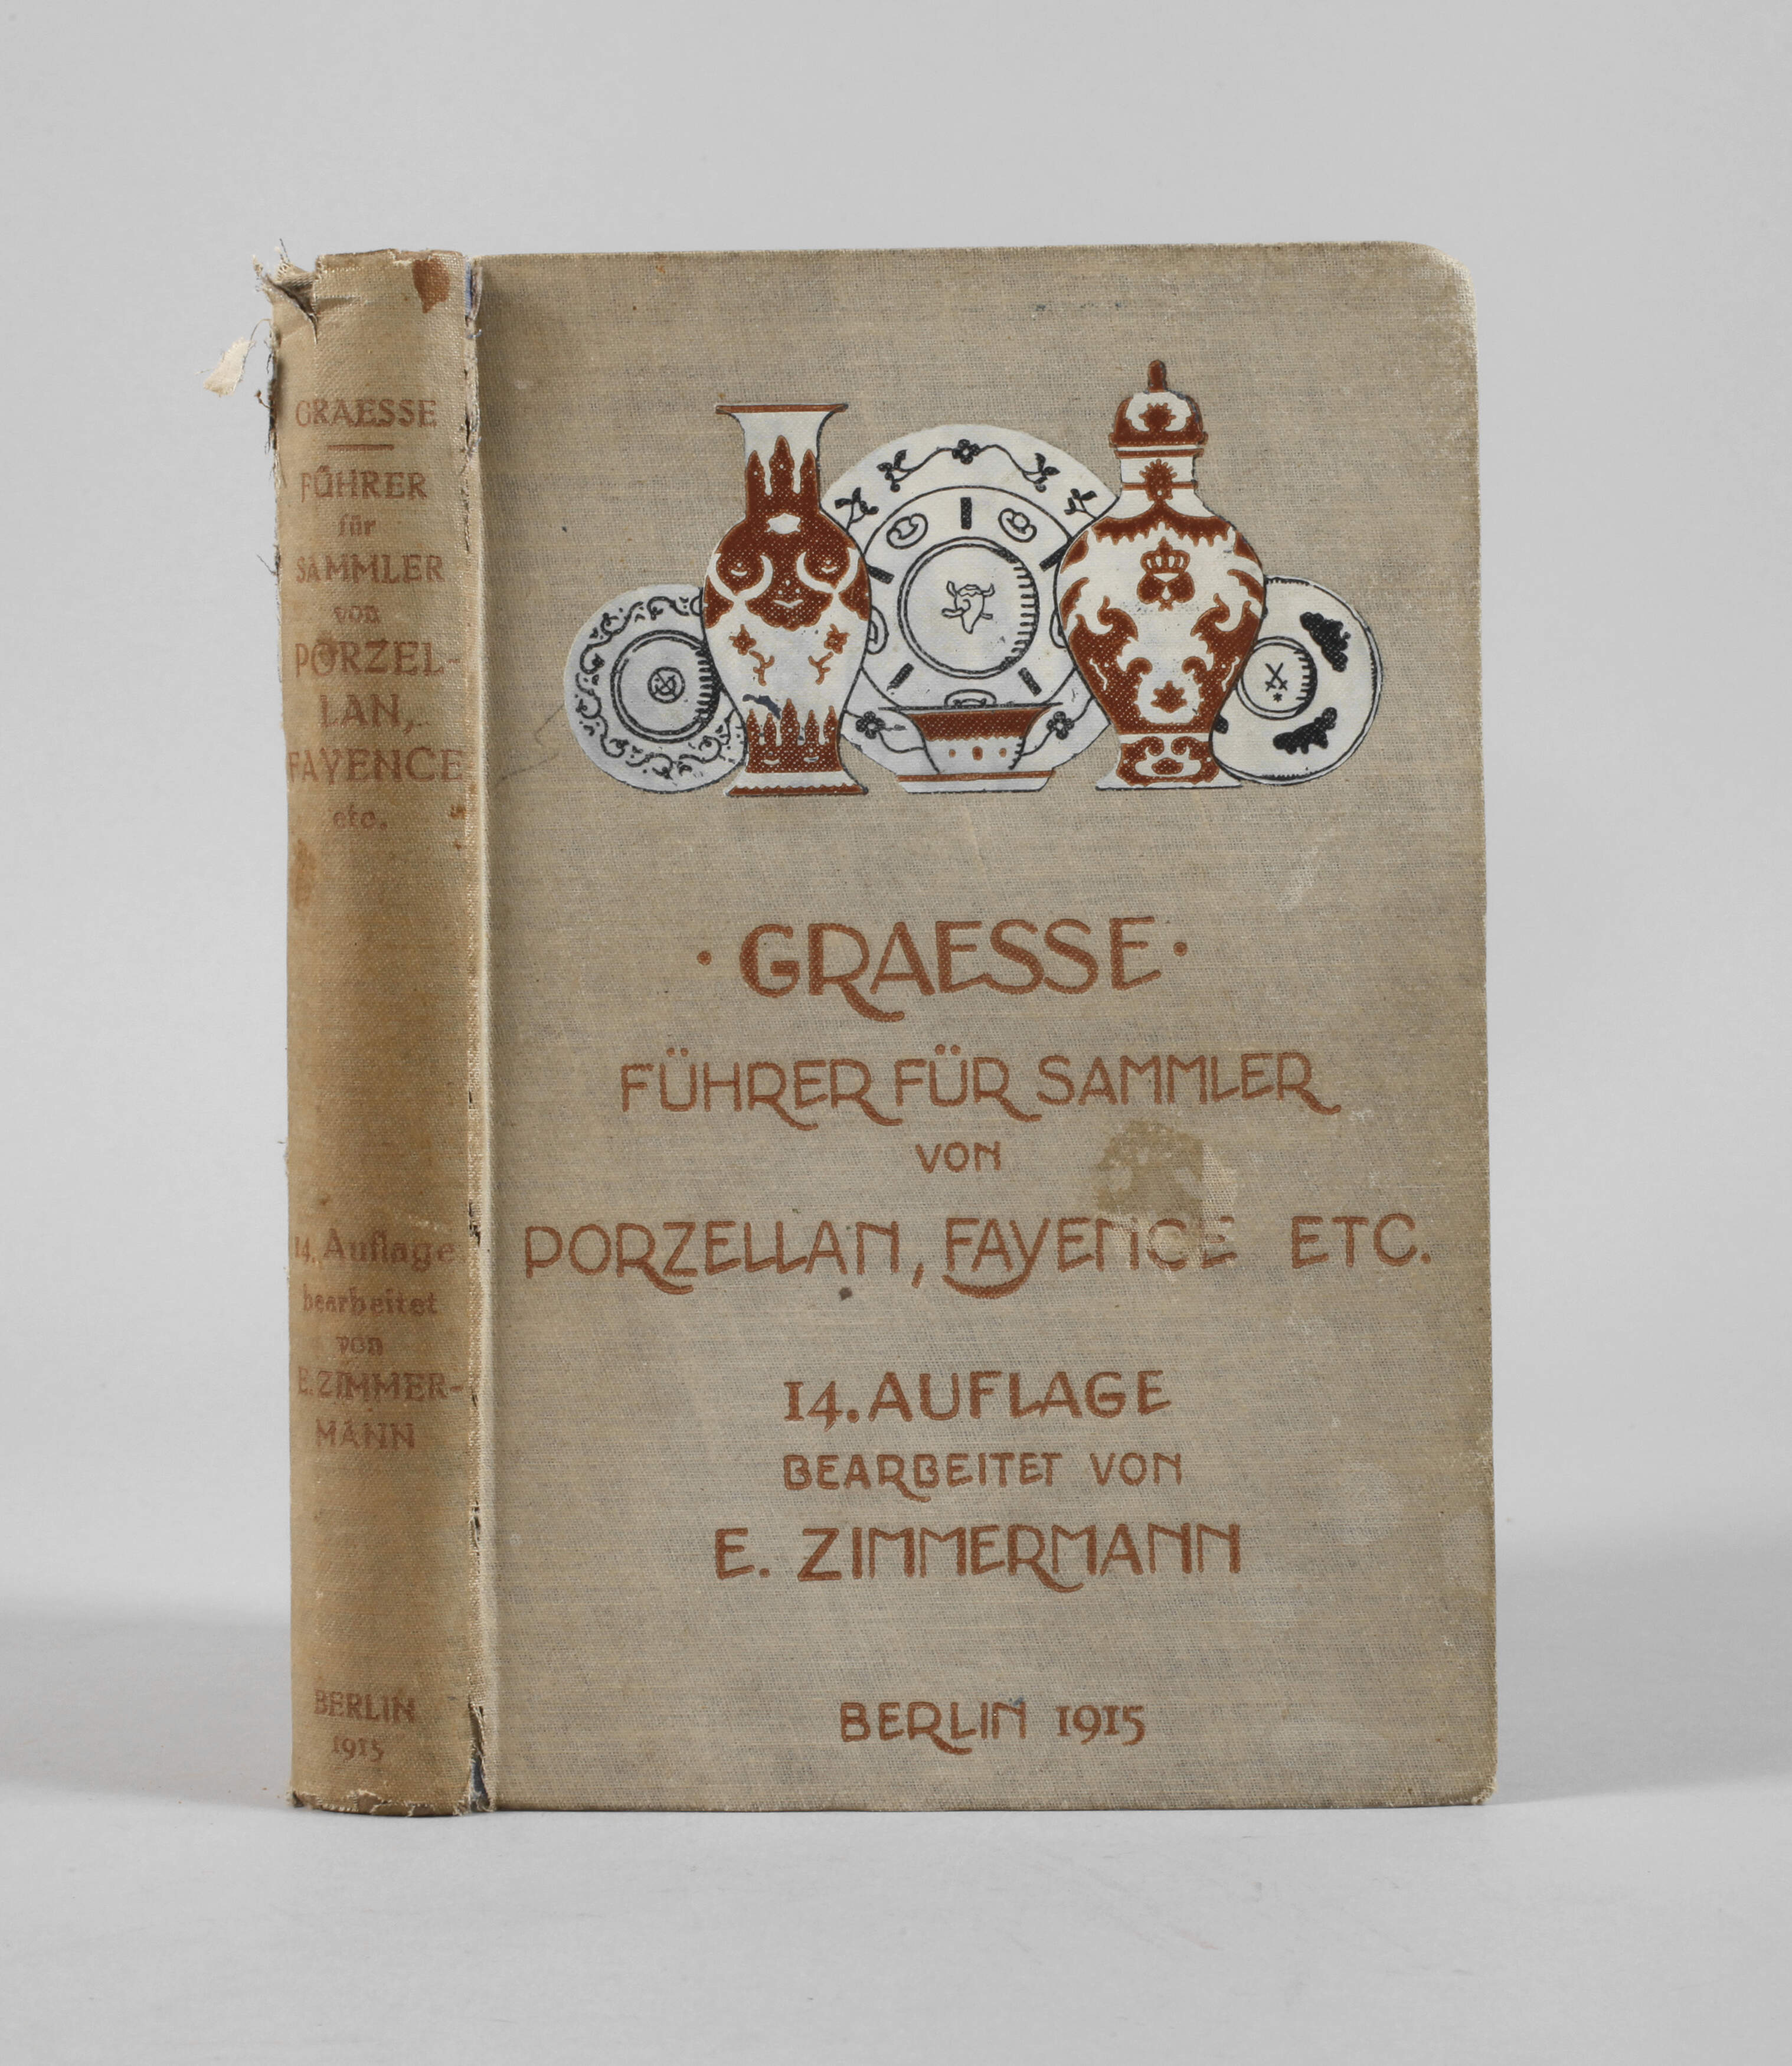 GRAESSE
FÜHRER
für
SAMMLER
von
PORZEL-
LAN,
FAYENCE
etc.
14. Auflage
bearbeitet
von
E. ZIMMER-
MANN
BERLIN
1915
· GRAESSE ·
FÜHRER FÜR SAMMLER
VON
PORZELLAN, FAYENCE ETC.
14. AUFLAGE
BEARBEITET VON
E. ZIMMERMANN
BERLIN 1915